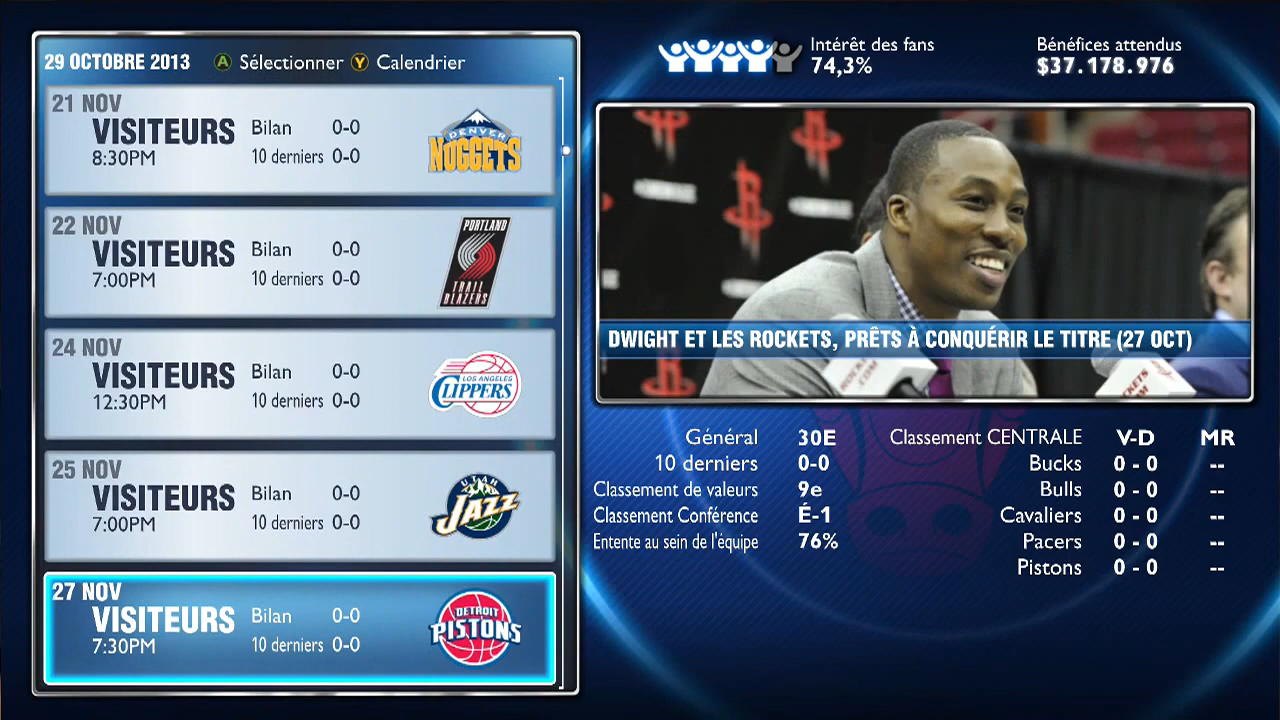 29 OCTOBRE 2013 A Sélectionner Y Calendrier
21 NOV
VISITEURS
8:30PM
Bilan 0-0
10 derniers 0-0
DENVER
NUGGETS
22 NOV
VISITEURS
7:00PM
Bilan 0-0
10 derniers 0-0
PORTLAND
TRAIL
BLAZERS
24 NOV
VISITEURS
12:30PM
Bilan 0-0
10 derniers 0-0
LOS ANGELES
CLIPPERS
25 NOV
VISITEURS
7:00PM
Bilan 0-0
10 derniers 0-0
UTAH
JAZZ
27 NOV
VISITEURS
7:30PM
Bilan 0-0
10 derniers 0-0
DETROIT
PISTONS
Intérêt des fans
74,3%
Bénéfices attendus
$37.178.976
DWIGHT ET LES ROCKETS, PRÊTS À CONQUÉRIR LE TITRE (27 OCT)
Général 30E
10 derniers 0-0
Classement de valeurs 9e
Classement Conférence É-1
Entente au sein de l'équipe 76%
Classement CENTRALE V-D MR
Bucks 0 - 0 --
Bulls 0 - 0 --
Cavaliers 0 - 0 --
Pacers 0 - 0 --
Pistons 0 - 0 --